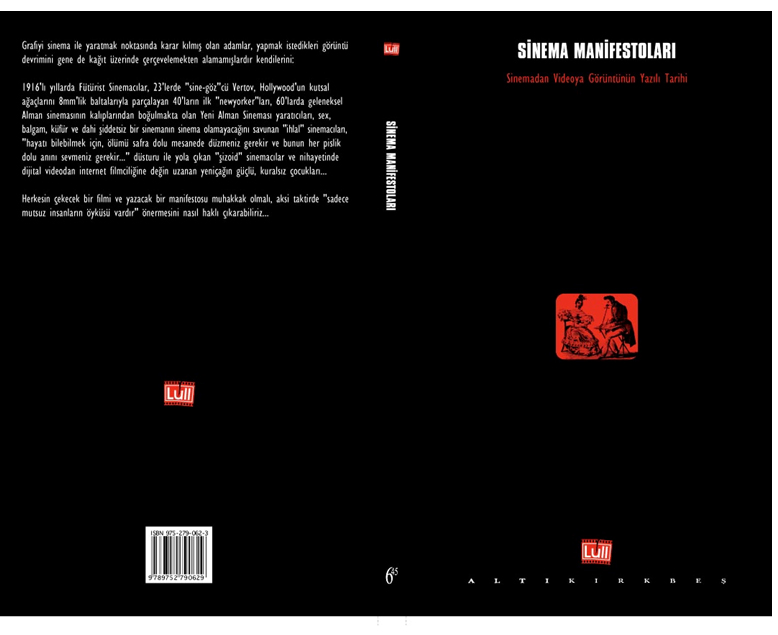 Grafiyi sinema ile yaratmak noktasında karar kılmış olan adamlar, yapmak istedikleri görüntü
devrimini gene de kağıt üzerinde çerçevelemekten alamamışlardır kendilerini:
1916'lı yıllarda Fütürist Sinemacılar, 23'lerde "sine-göz"cü Vertov, Hollywood'un kutsal
ağaçlarını 8mm'lik baltalarıyla parçalayan 40'ların ilk "newyorker"ları, 60'larda geleneksel
Alman sinemasının kalıplarından boğulmakta olan Yeni Alman Sineması yaratıcıları, sex,
balgam, küfür ve dahi şiddetsiz bir sinemanın sinema olamayacağını savunan "ihlal" sinemacıları,
"hayatı bilebilmek için, ölümü safra dolu mesanede düzmeniz gerekir ve bunun her pislik
dolu anını sevmeniz gerekir..." düsturu ile yola çıkan "şizoid" sinemacılar ve nihayetinde
dijital videodan internet filmciliğine değin uzanan yeniçağın güçlü, kuralsız çocukları...
Herkesin çekecek bir filmi ve yazacak bir manifestosu muhakkak olmalı, aksi taktirde "sadece
mutsuz insanların öyküsü vardır" önermesini nasıl haklı çıkarabiliriz...
Lull
ISBN 975-279-062-3
9789752790629
Lull
SİNEMA MANİFESTOLARI
645
SİNEMA MANİFESTOLARI
Sinemadan Videoya Görüntünün Yazılı Tarihi
Lull
ALTIKIRKBEŞ